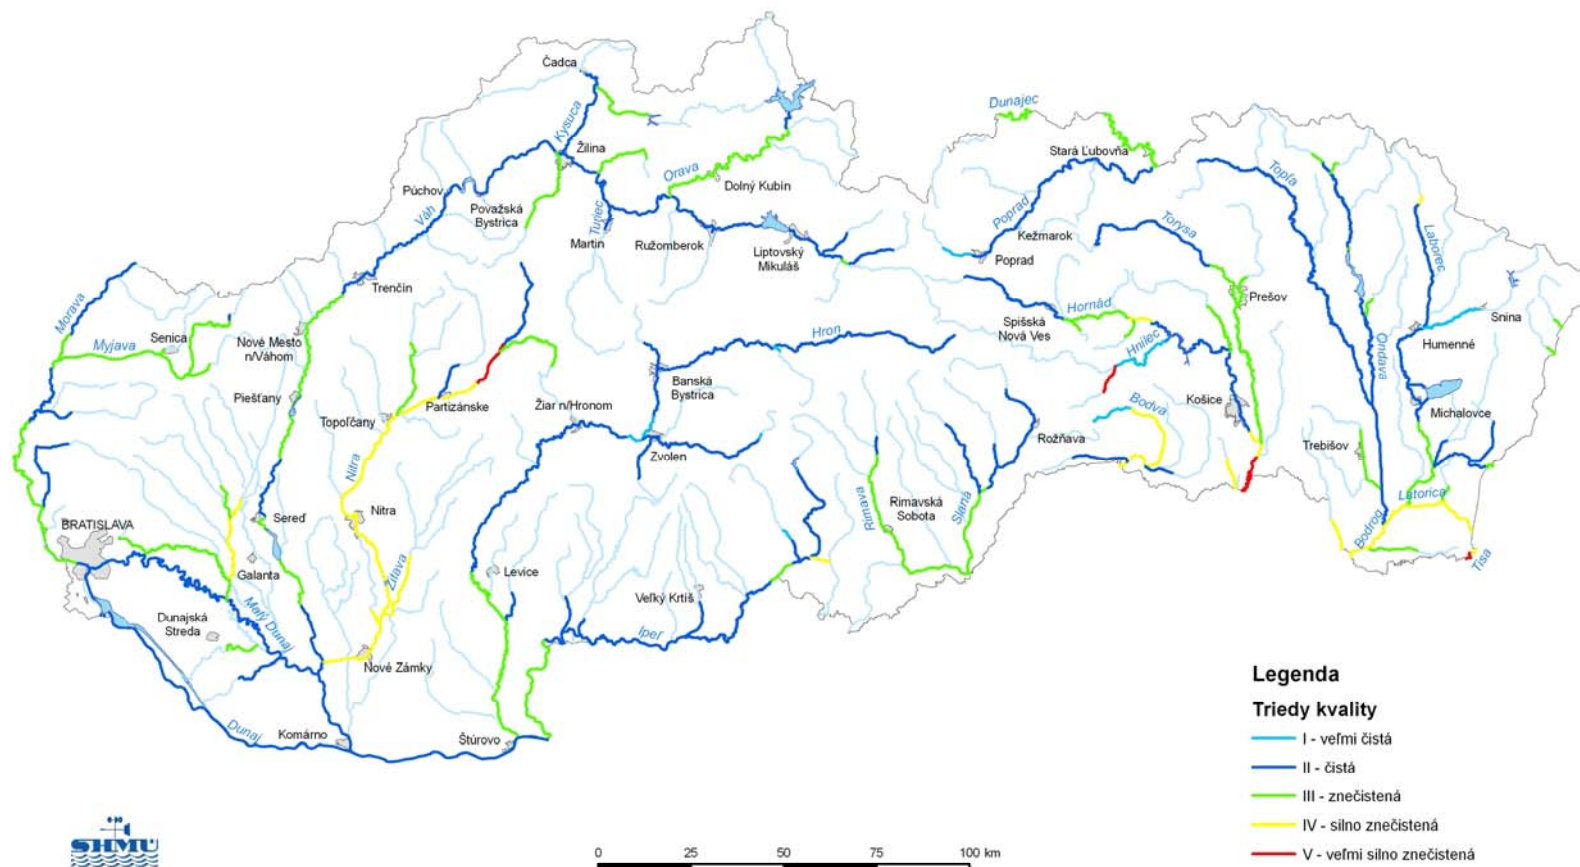 Čadca
Kysuca
Žilina
Dunajec
Stará Ľubovňa
Topľa
Orava
Dolný Kubín
Púchov
Považská
Bystrica
Váh
Turiec
Martin
Ružomberok
Liptovský
Mikuláš
Poprad
Kežmarok
Poprad
Torysa
Laborec
Trenčín
Morava
Senica
Myjava
Nové Mesto
n/Váhom
Hron
Hornád
Spišská
Nová Ves
Prešov
Snina
Ondava
Humenné
Hnilec
Piešťany
Partizánske
Banská
Bystrica
Topoľčany
Žiar n/Hronom
Bodva
Košice
Michalovce
Zvolen
Rožňava
Trebišov
Nitra
Nitra
Rimava
Rimavská
Sobota
Slaná
Latorica
Bodrog
BRATISLAVA
Sereď
Tisa
Galanta
Žitava
Levice
Veľký Krtíš
Dunajská
Streda
Malý Dunaj
Ipeľ
Nové Zámky
Dunaj
Komárno
Štúrovo
Legenda
Triedy kvality
I - veľmi čistá
II - čistá
III - znečistená
IV - silno znečistená
V - veľmi silno znečistená
SHMÚ
0 25 50 75 100 km